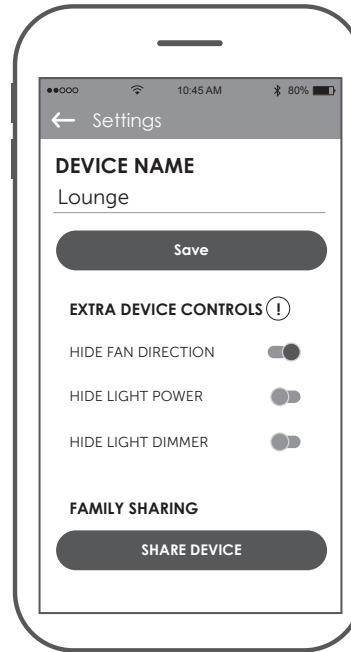 10:45 AM 80%
← Settings
DEVICE NAME
Lounge
Save
EXTRA DEVICE CONTROLS !
HIDE FAN DIRECTION
HIDE LIGHT POWER
HIDE LIGHT DIMMER
FAMILY SHARING
SHARE DEVICE